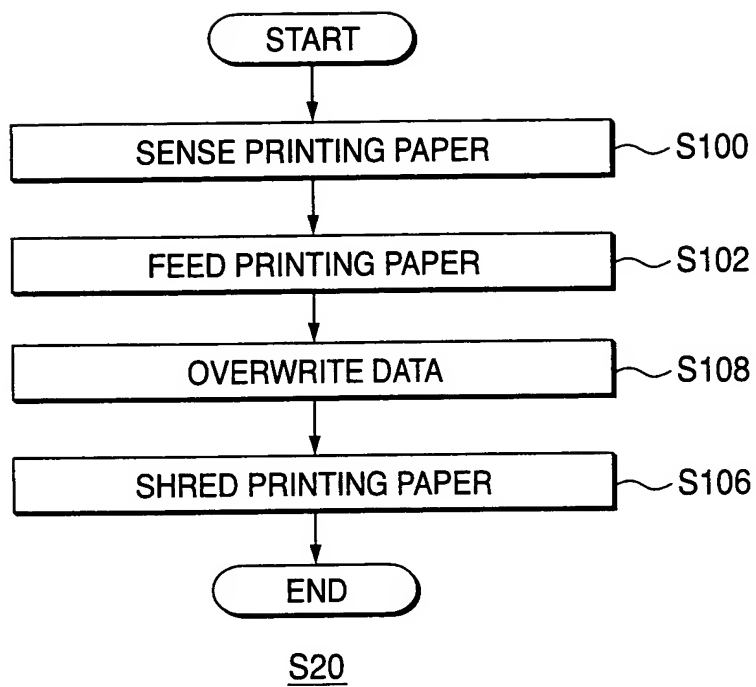 START
SENSE PRINTING PAPER S100
FEED PRINTING PAPER S102
OVERWRITE DATA S108
SHRED PRINTING PAPER S106
END
S20